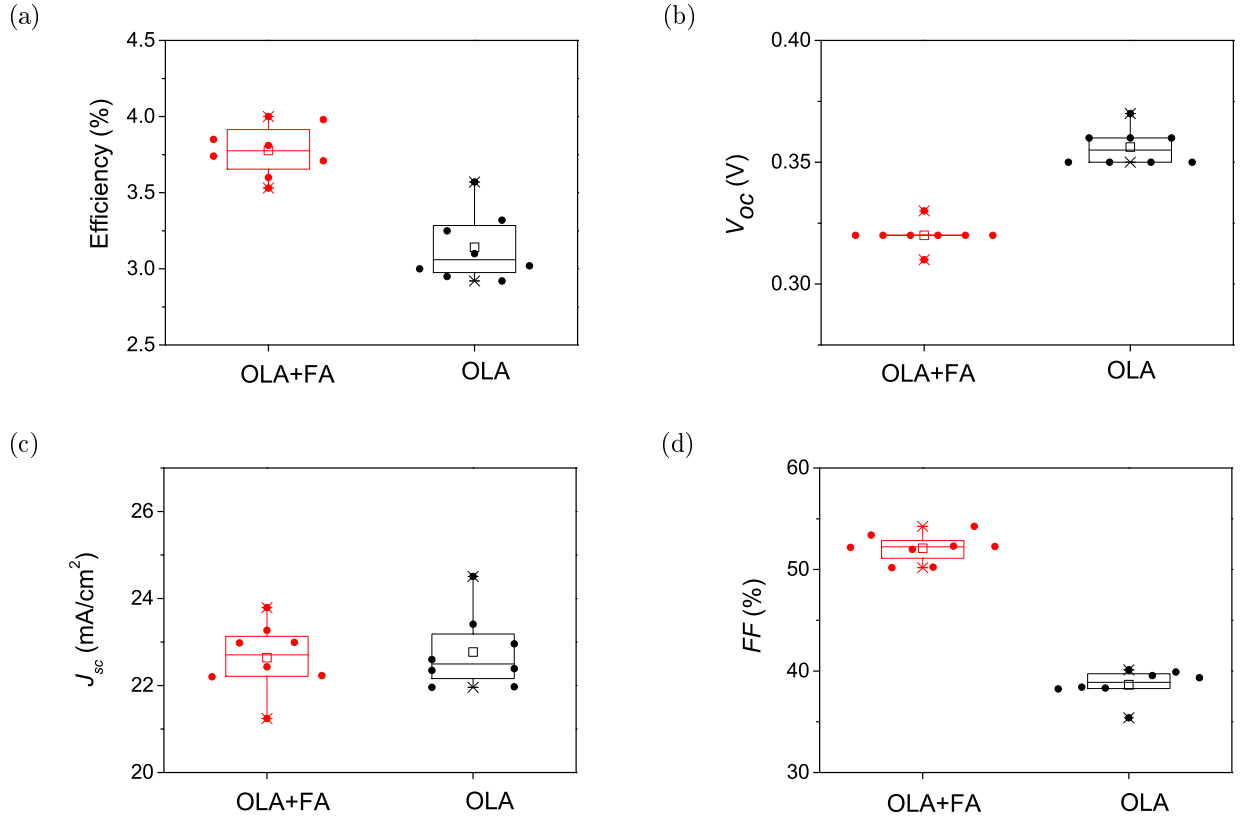 (a)
4.5
4.0
3.5
3.0
2.5
Efficiency (%)
OLA+FA
OLA
(b)
0.40
0.35
0.30
Voc (V)
OLA+FA
OLA
(c)
26
24
22
20
Jsc (mA/cm²)
OLA+FA
OLA
(d)
60
50
40
30
FF (%)
OLA+FA
OLA